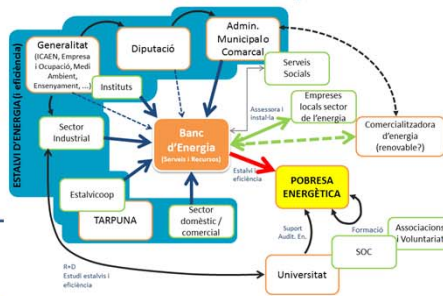 ESTALVI D'ENERGIA (i eficiència)
Generalitat
(ICAEN, Empresa
i Ocupació, Medi
Ambient,
Ensenyament, ...)
Diputació
Admin.
Municipal o
Comarcal
Instituts
Serveis
Socials
Sector
Industrial
Banc
d'Energia
(Serveis i Recursos)
Assessora i
instal·la
Empreses
locals sector
de l'energia
Comercialitzadora
d'energia
(renovable?)
Estalvi i
eficiència
Estalvicoop
TARPUNA
Sector
domèstic /
comercial
POBRESA
ENERGÈTICA
Suport
Audit. En.
Formació
Associacions
i Voluntariat
SOC
Universitat
R+D
Estudi estalvis i
eficiència